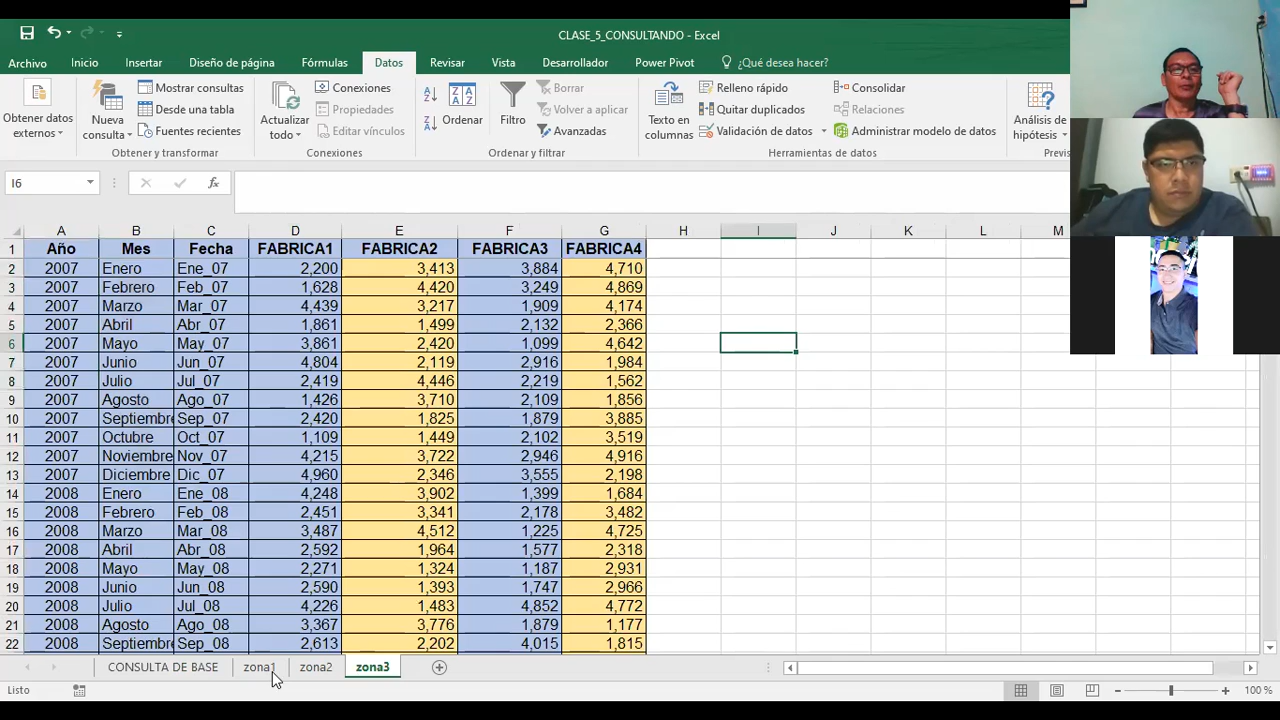 CLASE_5_CONSULTANDO - Excel
Archivo Inicio Insertar Diseño de página Fórmulas Datos Revisar Vista Desarrollador Power Pivot ¿Qué desea hacer?
Obtener datos externos
Nueva consulta
Mostrar consultas
Desde una tabla
Fuentes recientes
Obtener y transformar
Actualizar todo
Conexiones
Propiedades
Editar vínculos
Conexiones
Ordenar
Filtro
Borrar
Volver a aplicar
Avanzadas
Ordenar y filtrar
Texto en columnas
Relleno rápido
Quitar duplicados
Validación de datos
Consolidar
Relaciones
Administrar modelo de datos
Herramientas de datos
Análisis de hipótesis
Previs
I6
A B C D E F G H I J K L M
1 Año Mes Fecha FABRICA1 FABRICA2 FABRICA3 FABRICA4
2 2007 Enero Ene_07 2,200 3,413 3,884 4,710
3 2007 Febrero Feb_07 1,628 4,420 3,249 4,869
4 2007 Marzo Mar_07 4,439 3,217 1,909 4,174
5 2007 Abril Abr_07 1,861 1,499 2,132 2,366
6 2007 Mayo May_07 3,861 2,420 1,099 4,642
7 2007 Junio Jun_07 4,804 2,119 2,916 1,984
8 2007 Julio Jul_07 2,419 4,446 2,219 1,562
9 2007 Agosto Ago_07 1,426 3,710 2,109 1,856
10 2007 Septiembre Sep_07 2,420 1,825 1,879 3,885
11 2007 Octubre Oct_07 1,109 1,449 2,102 3,519
12 2007 Noviembre Nov_07 4,215 3,722 2,946 4,916
13 2007 Diciembre Dic_07 4,960 2,346 3,555 2,198
14 2008 Enero Ene_08 4,248 3,902 1,399 1,684
15 2008 Febrero Feb_08 2,451 3,341 2,178 3,482
16 2008 Marzo Mar_08 3,487 4,512 1,225 4,725
17 2008 Abril Abr_08 2,592 1,964 1,577 2,318
18 2008 Mayo May_08 2,271 1,324 1,187 2,931
19 2008 Junio Jun_08 2,590 1,393 1,747 2,966
20 2008 Julio Jul_08 4,226 1,483 4,852 4,772
21 2008 Agosto Ago_08 3,367 3,776 1,879 1,177
22 2008 Septiembre Sep_08 2,613 2,202 4,015 1,815
CONSULTA DE BASE zona1 zona2 zona3
Listo
100 %